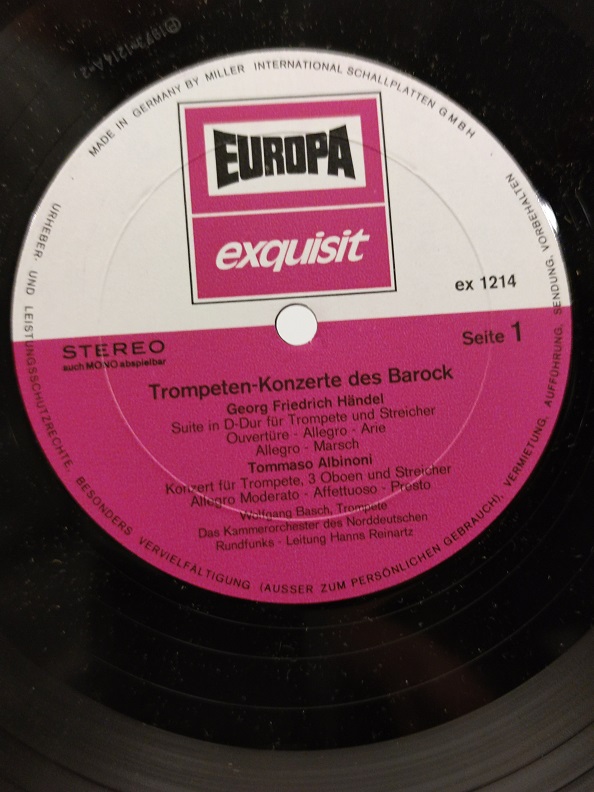 ℗1973-1214A-2
MADE IN GERMANY BY MILLER INTERNATIONAL SCHALLPLATTEN GMBH
EUROPA
exquisit
ex 1214
STEREO
auch MONO abspielbar
Seite 1
Trompeten-Konzerte des Barock
Georg Friedrich Händel
Suite in D-Dur für Trompete und Streicher
Ouvertüre - Allegro - Arie
Allegro - Marsch
Tommaso Albinoni
Konzert für Trompete, 3 Oboen und Streicher
Allegro Moderato - Affettuoso - Presto
Wolfgang Basch, Trompete
Das Kammerorchester des Norddeutschen
Rundfunks - Leitung Hanns Reinartz
URHEBER- UND LEISTUNGSSCHUTZRECHTE, BESONDERS VERVIELFÄLTIGUNG (AUSSER ZUM PERSÖNLICHEN GEBRAUCH), VERMIETUNG, AUFFÜHRUNG, SENDUNG, VORBEHALTEN